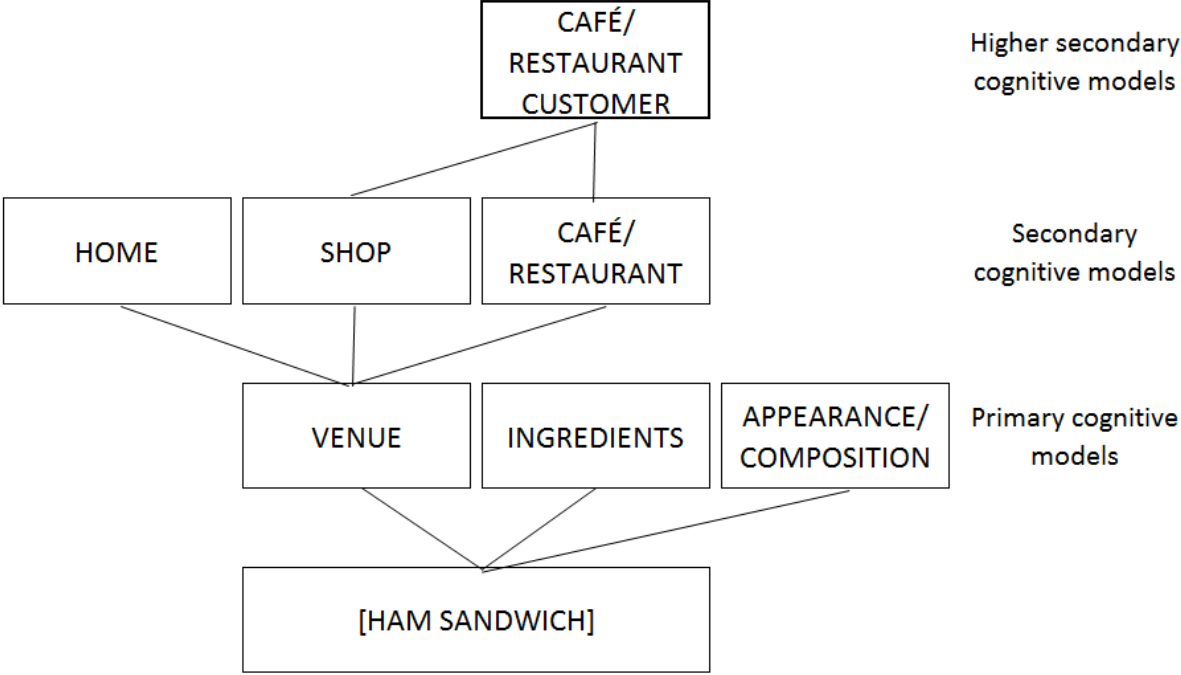 CAFÉ/
RESTAURANT
CUSTOMER
Higher secondary
cognitive models
HOME
SHOP
CAFÉ/
RESTAURANT
Secondary
cognitive models
VENUE
INGREDIENTS
APPEARANCE/
COMPOSITION
Primary cognitive
models
[HAM SANDWICH]